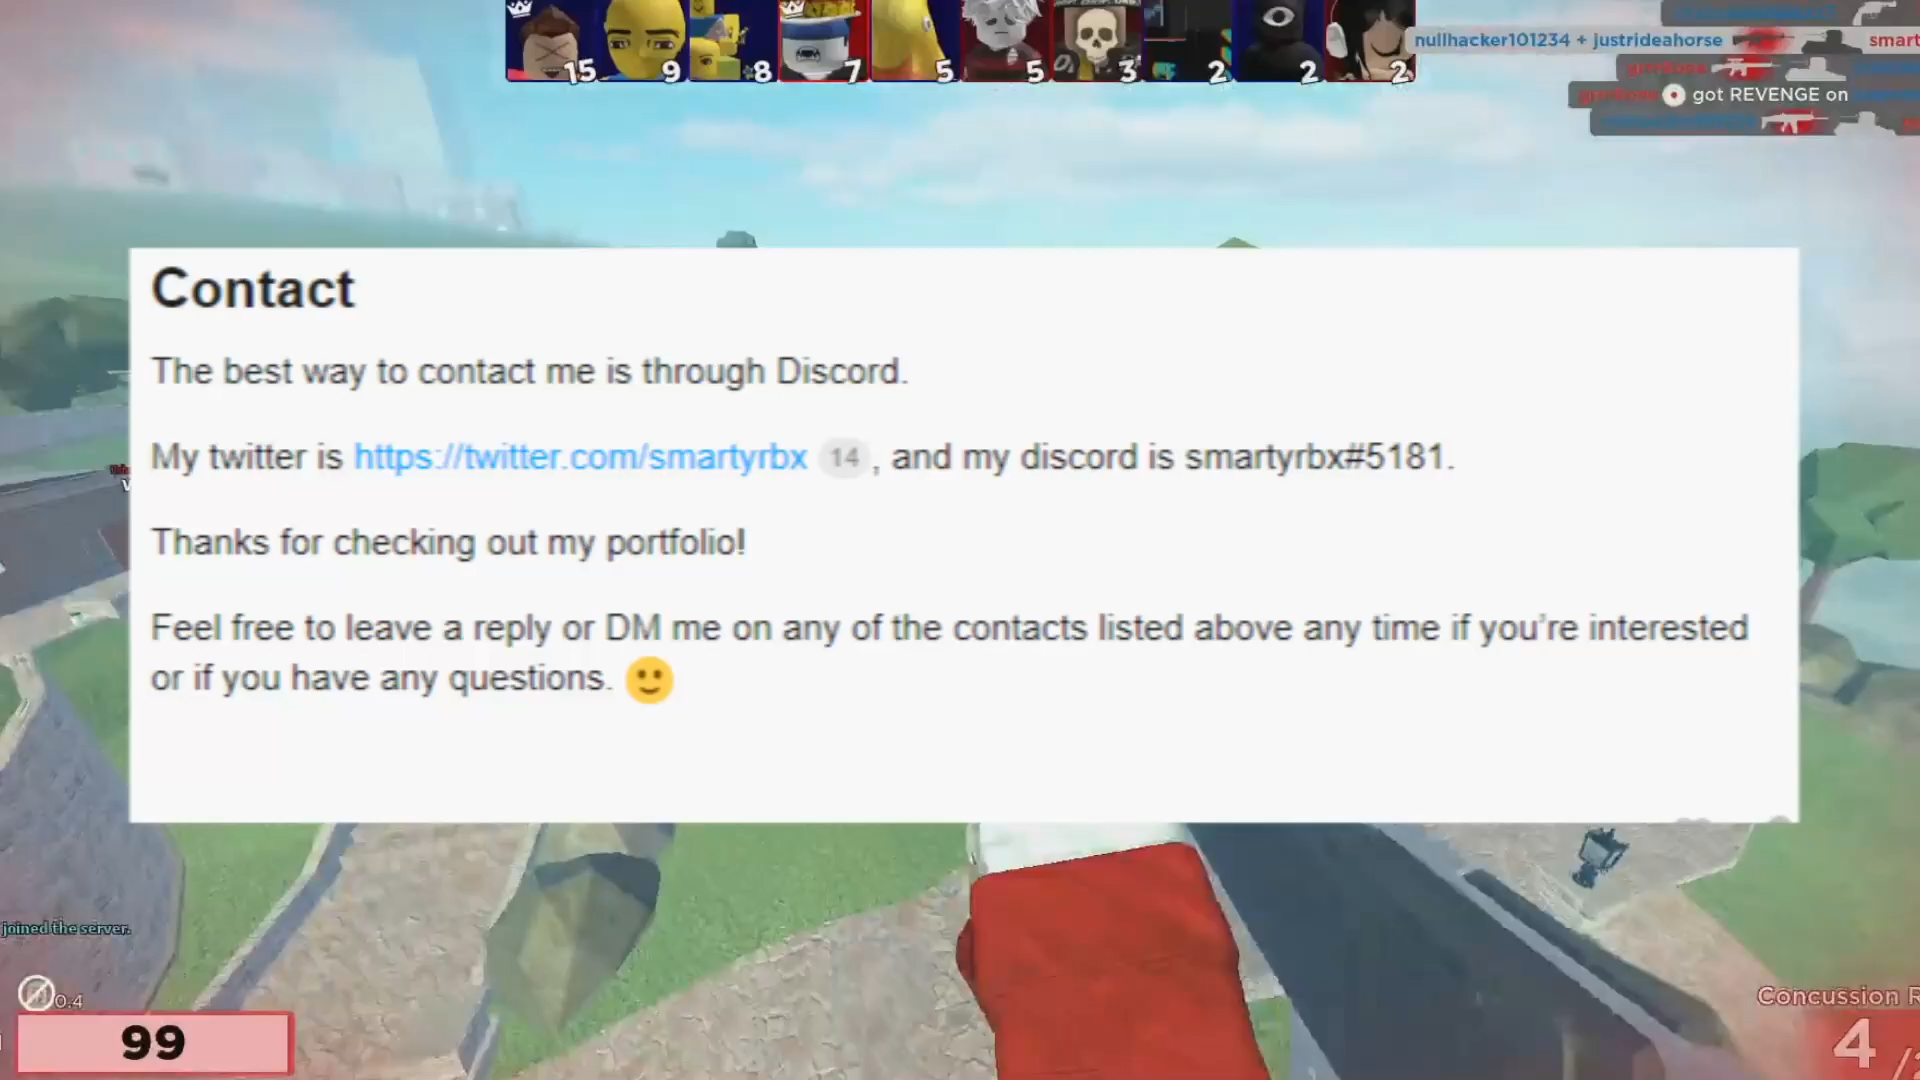 15 9 8 7 5 5 3 2 2 2
nullhacker101234 + justrideahorse smart
got REVENGE on
Contact
The best way to contact me is through Discord.
My twitter is https://twitter.com/smartyrbx 14 , and my discord is smartyrbx#5181.
Thanks for checking out my portfolio!
Feel free to leave a reply or DM me on any of the contacts listed above any time if you're interested
or if you have any questions.
joined the server.
0.4
99
Concussion R
4